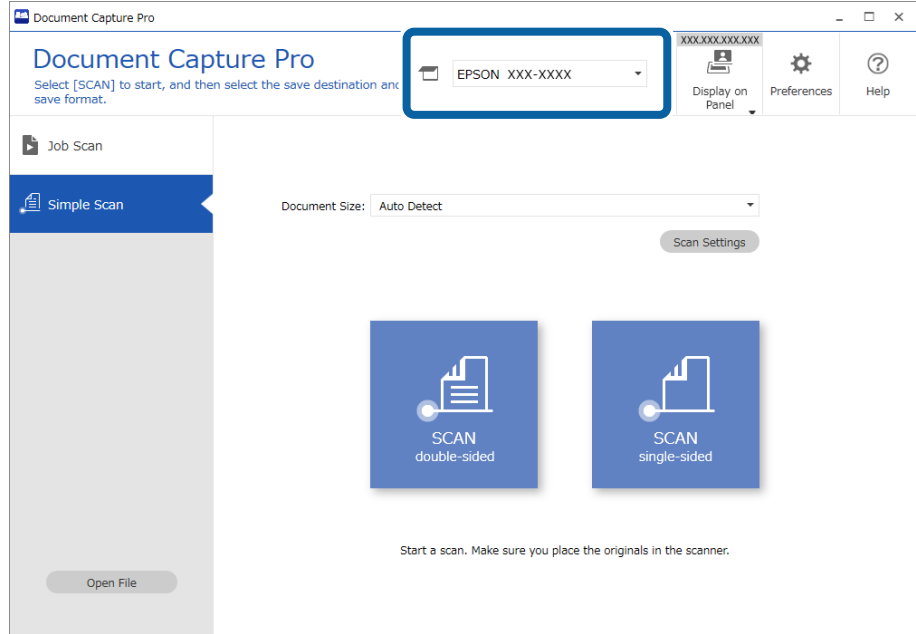 Document Capture Pro
Document Capture Pro
Select [SCAN] to start, and then select the save destination and
save format.
EPSON XXX-XXXX
XXX.XXX.XXX.XXX
Display on
Panel
Preferences
Help
Job Scan
Simple Scan
Document Size: Auto Detect
Scan Settings
SCAN
double-sided
SCAN
single-sided
Start a scan. Make sure you place the originals in the scanner.
Open File